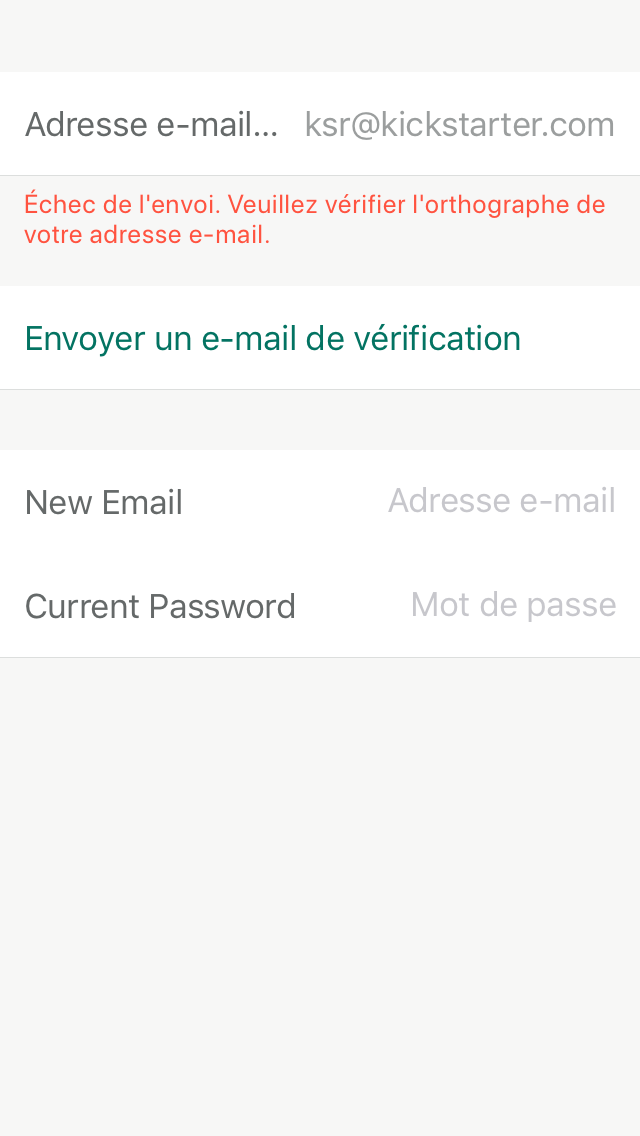 Adresse e-mail... ksr@kickstarter.com
Échec de l'envoi. Veuillez vérifier l'orthographe de
votre adresse e-mail.
Envoyer un e-mail de vérification
New Email Adresse e-mail
Current Password Mot de passe